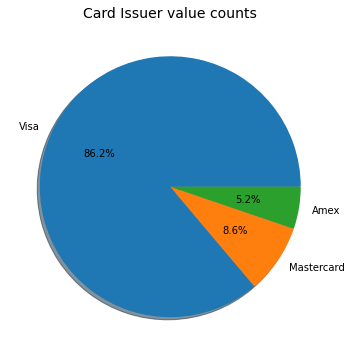 Card Issuer value counts
Visa
86.2%
5.2%
Amex
8.6%
Mastercard